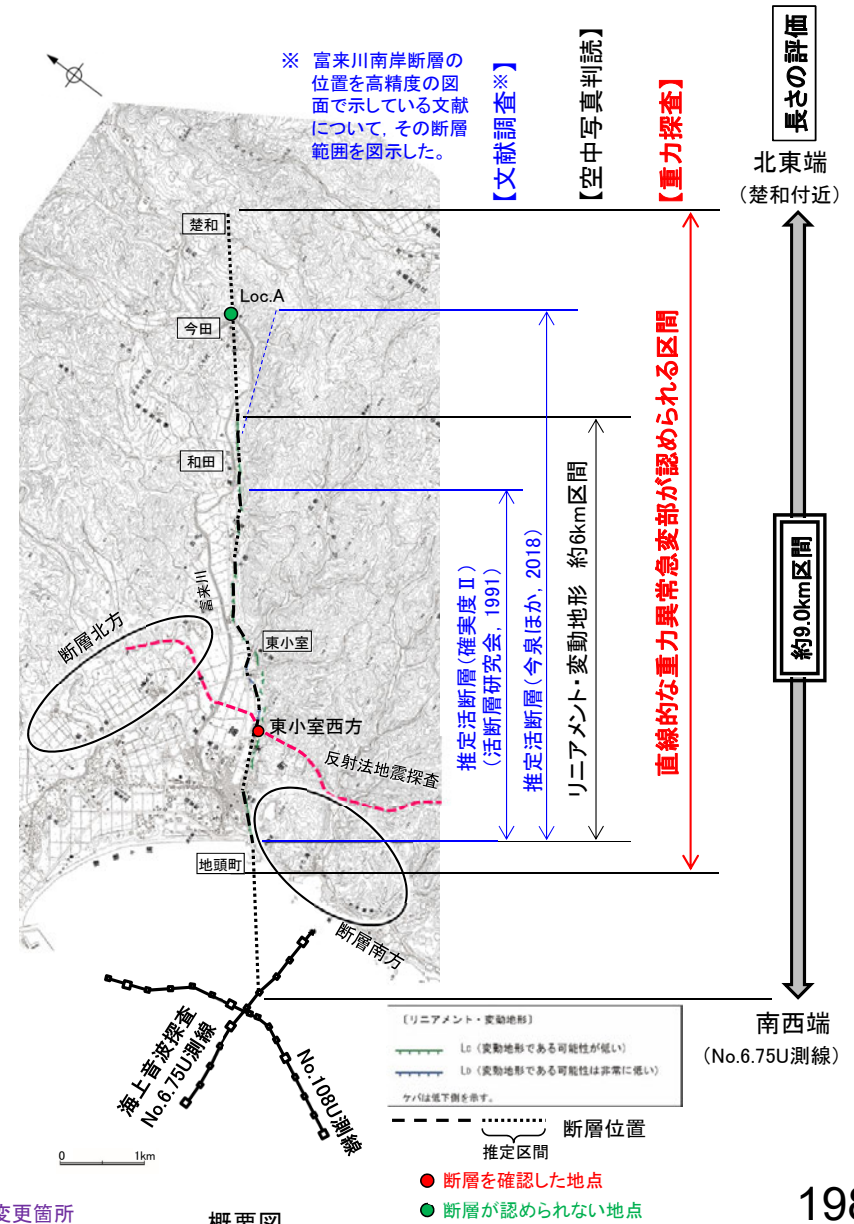 ※ 富来川南岸断層の
位置を高精度の図
面で示している文献
について，その断層
範囲を図示した。
【文献調査※】
【空中写真判読】
【重力探査】
長さの評価
北東端
（楚和付近）
楚和
Loc.A
今田
和田
富来川
断層北方
東小室
東小室西方
反射法地震探査
地頭町
断層南方
推定活断層(確実度Ⅱ)
(活断層研究会, 1991)
推定活断層(今泉ほか, 2018)
リニアメント・変動地形 約6km区間
直線的な重力異常急変部が認められる区間
約9.0km区間
南西端
（No.6.75U測線）
海上音波探査
No.6.75U測線
No.108U測線
〔リニアメント・変動地形〕
Lc（変動地形である可能性が低い）
LD（変動地形である可能性は非常に低い）
ケバは低下側を示す。
断層位置
推定区間
断層を確認した地点
断層が認められない地点
0 1km
変更箇所
概要図
198